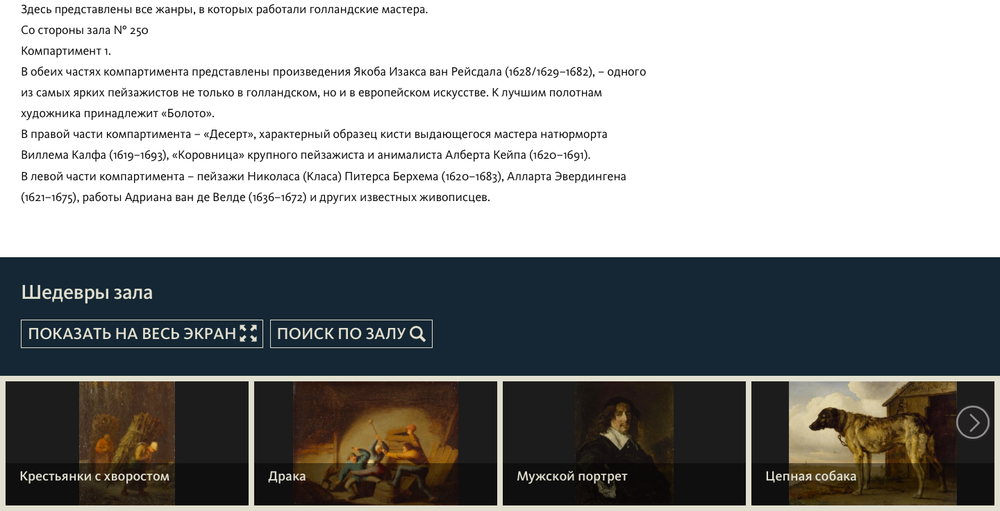 Здесь представлены все жанры, в которых работали голландские мастера.
Со стороны зала № 250
Компартимент 1.
В обеих частях компартимента представлены произведения Якоба Изакса ван Рейсдала (1628/1629–1682), – одного
из самых ярких пейзажистов не только в голландском, но и в европейском искусстве. К лучшим полотнам
художника принадлежит «Болото».
В правой части компартимента – «Десерт», характерный образец кисти выдающегося мастера натюрморта
Виллема Калфа (1619–1693), «Коровница» крупного пейзажиста и анималиста Алберта Кейпа (1620–1691).
В левой части компартимента – пейзажи Николаса (Класа) Питерса Берхема (1620–1683), Алларта Эвердингена
(1621–1675), работы Адриана ван де Велде (1636–1672) и других известных живописцев.
Шедевры зала
ПОКАЗАТЬ НА ВЕСЬ ЭКРАН
ПОИСК ПО ЗАЛУ
Крестьянки с хворостом
Драка
Мужской портрет
Цепная собака